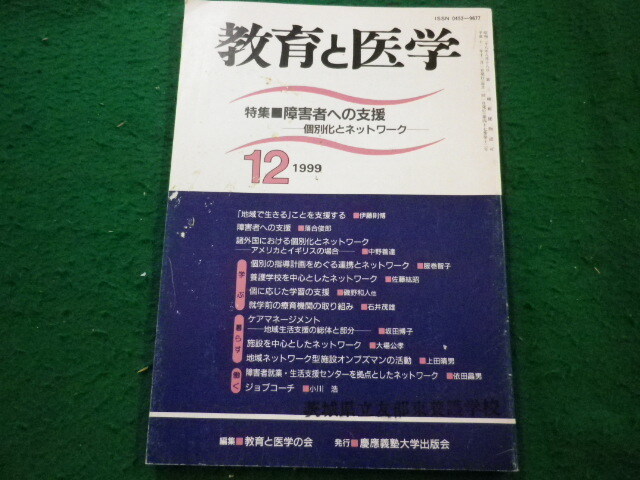 ISSN 0452-9677
教育と医学
特集■障害者への支援
——個別化とネットワーク——
12 1999
「地域で生きる」ことを支援する ■伊藤則博
障害者への支援 ■落合俊郎
諸外国における個別化とネットワーク
——アメリカとイギリスの場合—— ■中野善達
学ぶ
個別の指導計画をめぐる連携とネットワーク ■服巻智子
養護学校を中心としたネットワーク ■佐藤紘昭
個に応じた学習の支援 ■磯野和人他
就学前の療育機関の取り組み ■石井茂雄
暮らす
ケアマネージメント
——地域生活支援の総体と部分—— ■坂田博子
施設を中心としたネットワーク ■大場公孝
地域ネットワーク型施設オンブズマンの活動 ■上田晴男
働く
障害者就業・生活支援センターを拠点としたネットワーク ■依田晶男
ジョブコーチ ■小川 浩
編集■教育と医学の会 発行■慶應義塾大学出版会